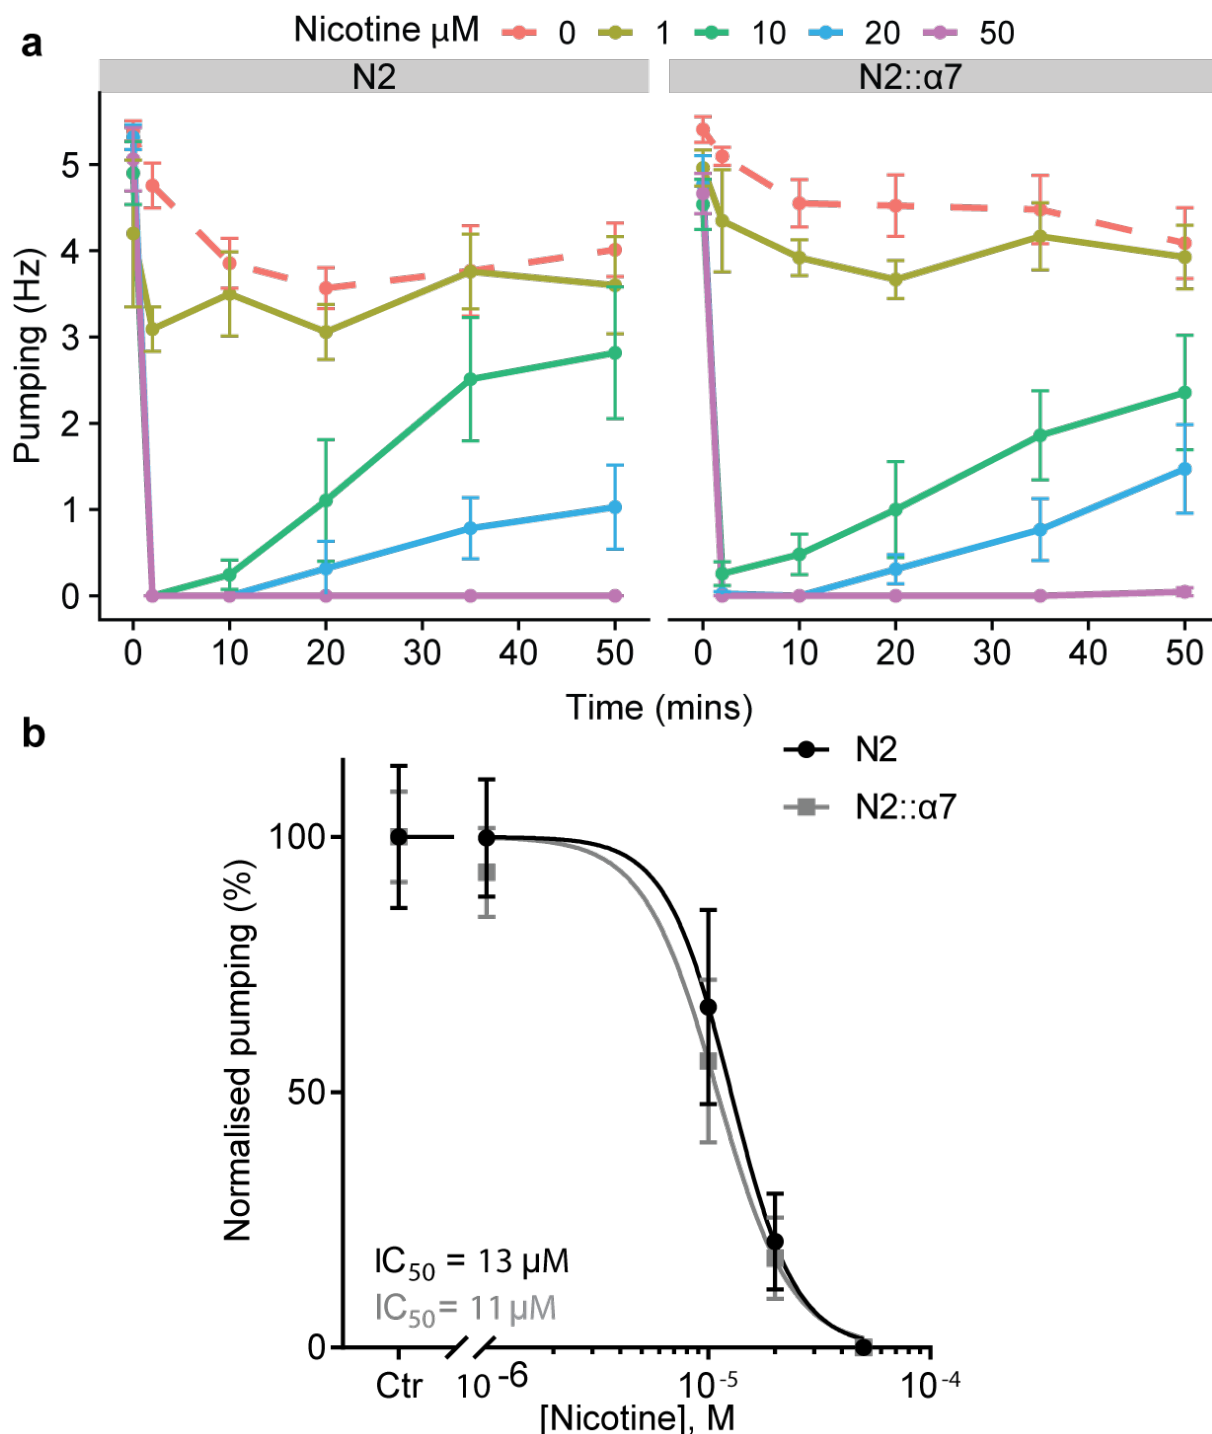 a
Nicotine μM 0 1 10 20 50
N2 N2::α7
Pumping (Hz)
5
4
3
2
1
0
0 10 20 30 40 50 0 10 20 30 40 50
Time (mins)
b
N2
N2::α7
Normalised pumping (%)
100
50
0
IC₅₀ = 13 μM
IC₅₀ = 11 μM
Ctr 10⁻⁶ 10⁻⁵ 10⁻⁴
[Nicotine], M